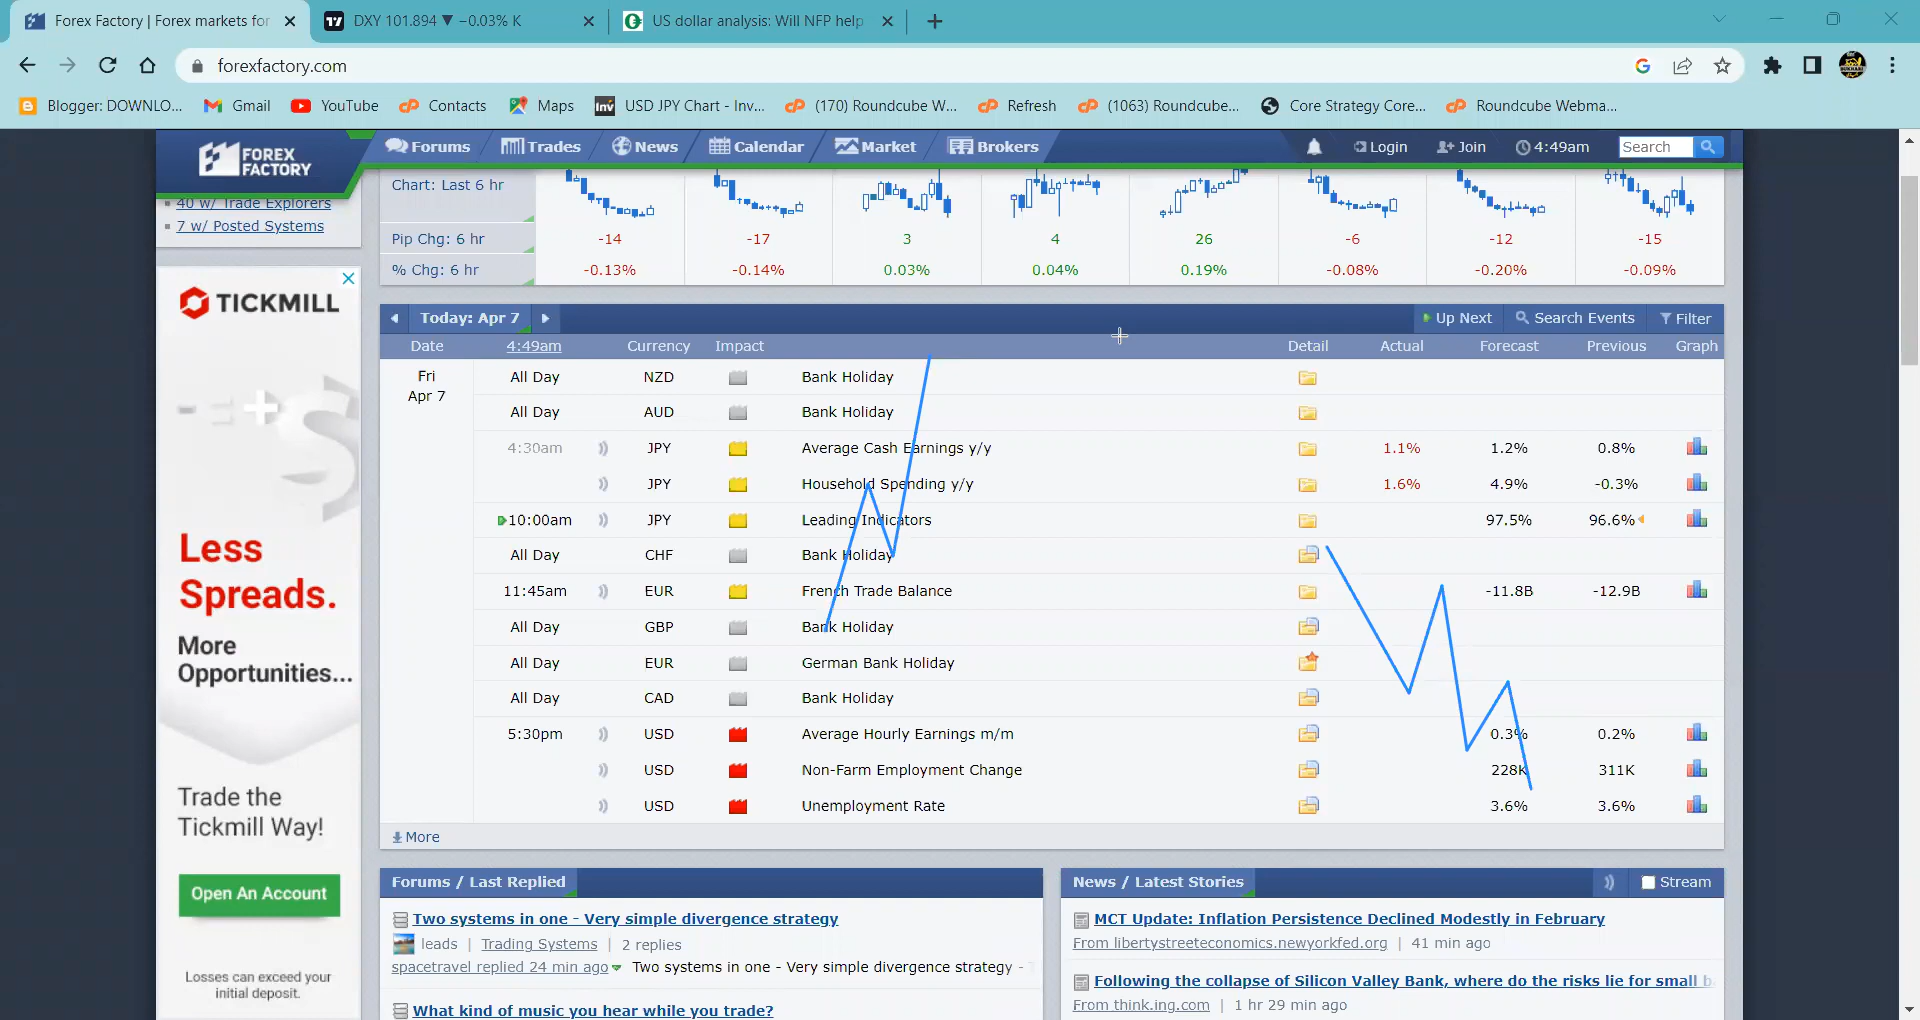 Forex Factory | Forex markets for
DXY 101.894 ▼ −0.03% K
US dollar analysis: Will NFP help
forexfactory.com
Blogger: DOWNLO... Gmail YouTube Contacts Maps USD JPY Chart - Inv... (170) Roundcube W... Refresh (1063) Roundcube... Core Strategy Core... Roundcube Webma...
FOREX FACTORY
Forums Trades News Calendar Market Brokers Login Join 4:49am Search
40 w/ Trade Explorers
7 w/ Posted Systems
Chart: Last 6 hr
Pip Chg: 6 hr -14 -17 3 4 26 -6 -12 -15
% Chg: 6 hr -0.13% -0.14% 0.03% 0.04% 0.19% -0.08% -0.20% -0.09%
TICKMILL
Less
Spreads.
More
Opportunities...
Trade the
Tickmill Way!
Open An Account
Losses can exceed your
initial deposit.
Today: Apr 7 Up Next Search Events Filter
Date 4:49am Currency Impact Detail Actual Forecast Previous Graph
Fri
Apr 7
All Day NZD Bank Holiday
All Day AUD Bank Holiday
4:30am JPY Average Cash Earnings y/y 1.1% 1.2% 0.8%
JPY Household Spending y/y 1.6% 4.9% -0.3%
10:00am JPY Leading Indicators 97.5% 96.6%
All Day CHF Bank Holiday
11:45am EUR French Trade Balance -11.8B -12.9B
All Day GBP Bank Holiday
All Day EUR German Bank Holiday
All Day CAD Bank Holiday
5:30pm USD Average Hourly Earnings m/m 0.3% 0.2%
USD Non-Farm Employment Change 228K 311K
USD Unemployment Rate 3.6% 3.6%
More
Forums / Last Replied
Two systems in one - Very simple divergence strategy
leads | Trading Systems | 2 replies
spacetravel replied 24 min ago Two systems in one - Very simple divergence strategy -
What kind of music you hear while you trade?
News / Latest Stories Stream
MCT Update: Inflation Persistence Declined Modestly in February
From libertystreeteconomics.newyorkfed.org | 41 min ago
Following the collapse of Silicon Valley Bank, where do the risks lie for small b
From think.ing.com | 1 hr 29 min ago